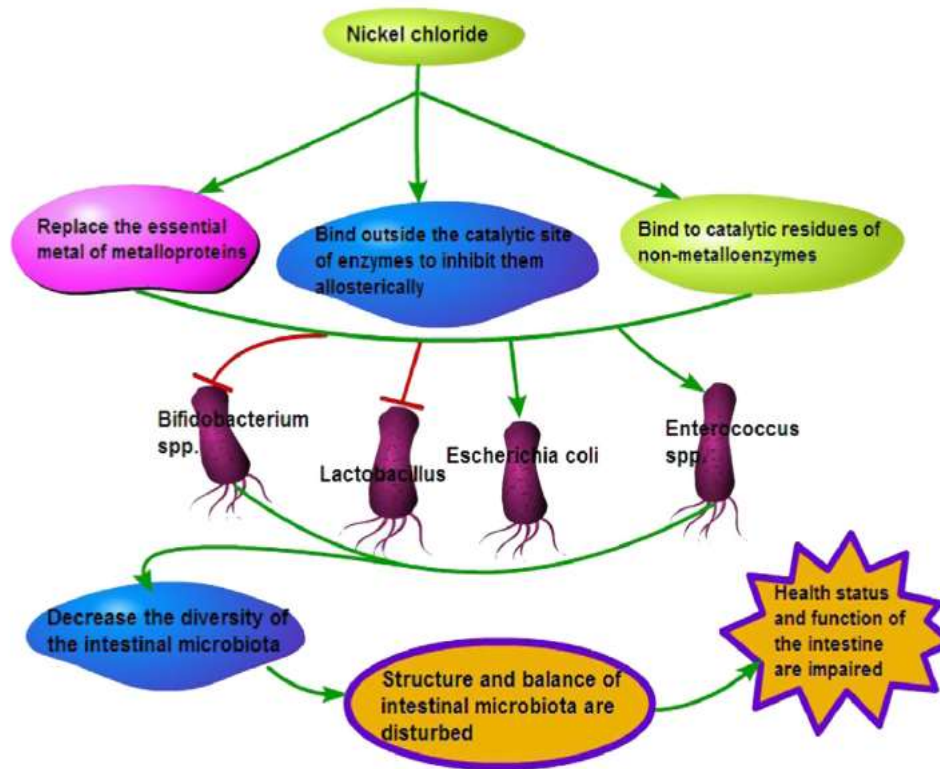 Nickel chloride
Replace the essential
metal of metalloproteins
Bind outside the catalytic site
of enzymes to inhibit them
allosterically
Bind to catalytic residues of
non-metalloenzymes
Bifidobacterium
spp.
Lactobacillus
Escherichia coli
Enterococcus
spp.
Decrease the diversity of
the intestinal microbiota
Structure and balance of
intestinal microbiota are
disturbed
Health status
and function of
the intestine
are impaired